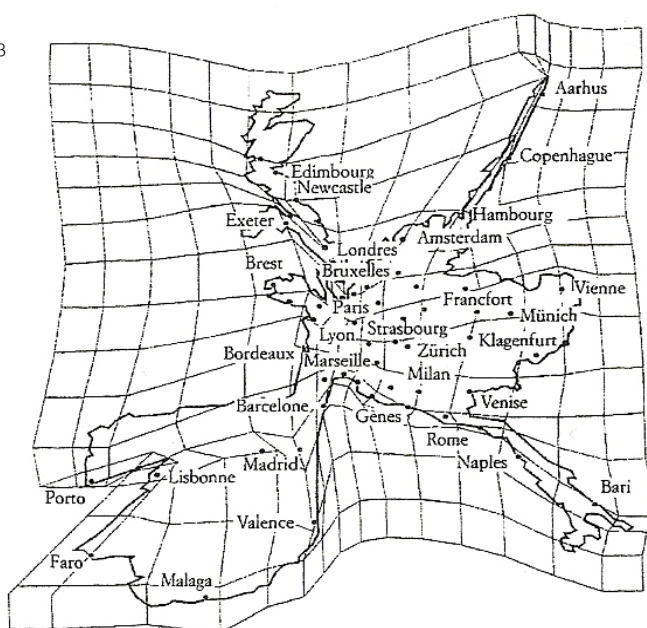 3
Aarhus
Copenhague
Edimbourg
Newcastle
Hambourg
Exeter
Amsterdam
Londres
Brest
Bruxelles
Vienne
Francfort
Paris
Münich
Strasbourg
Lyon
Klagenfurt
Zürich
Bordeaux
Marseille
Milan
Barcelone
Venise
Gênes
Rome
Madrid
Naples
Lisbonne
Bari
Porto
Valence
Faro
Malaga